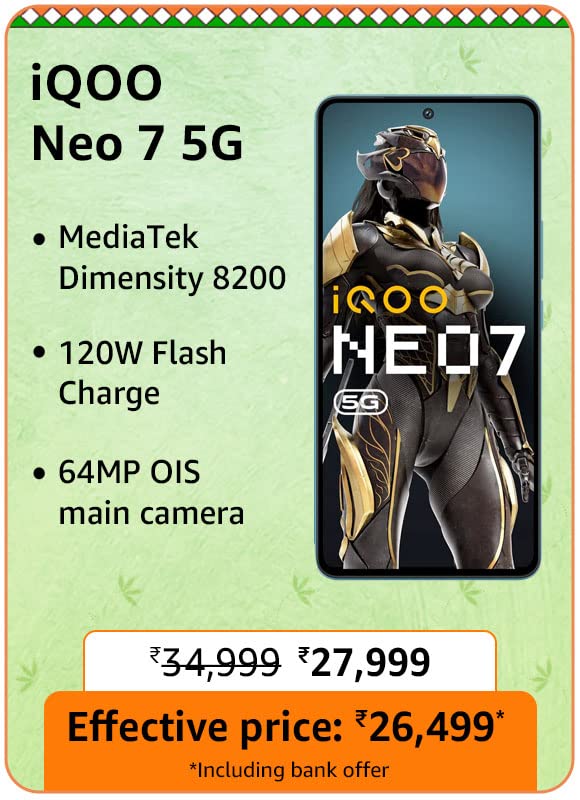 iQOO
Neo 7 5G
• MediaTek
Dimensity 8200
• 120W Flash
Charge
• 64MP OIS
main camera
iQOO
NEO7
5G
₹34,999 ₹27,999
Effective price: ₹26,499*
*Including bank offer